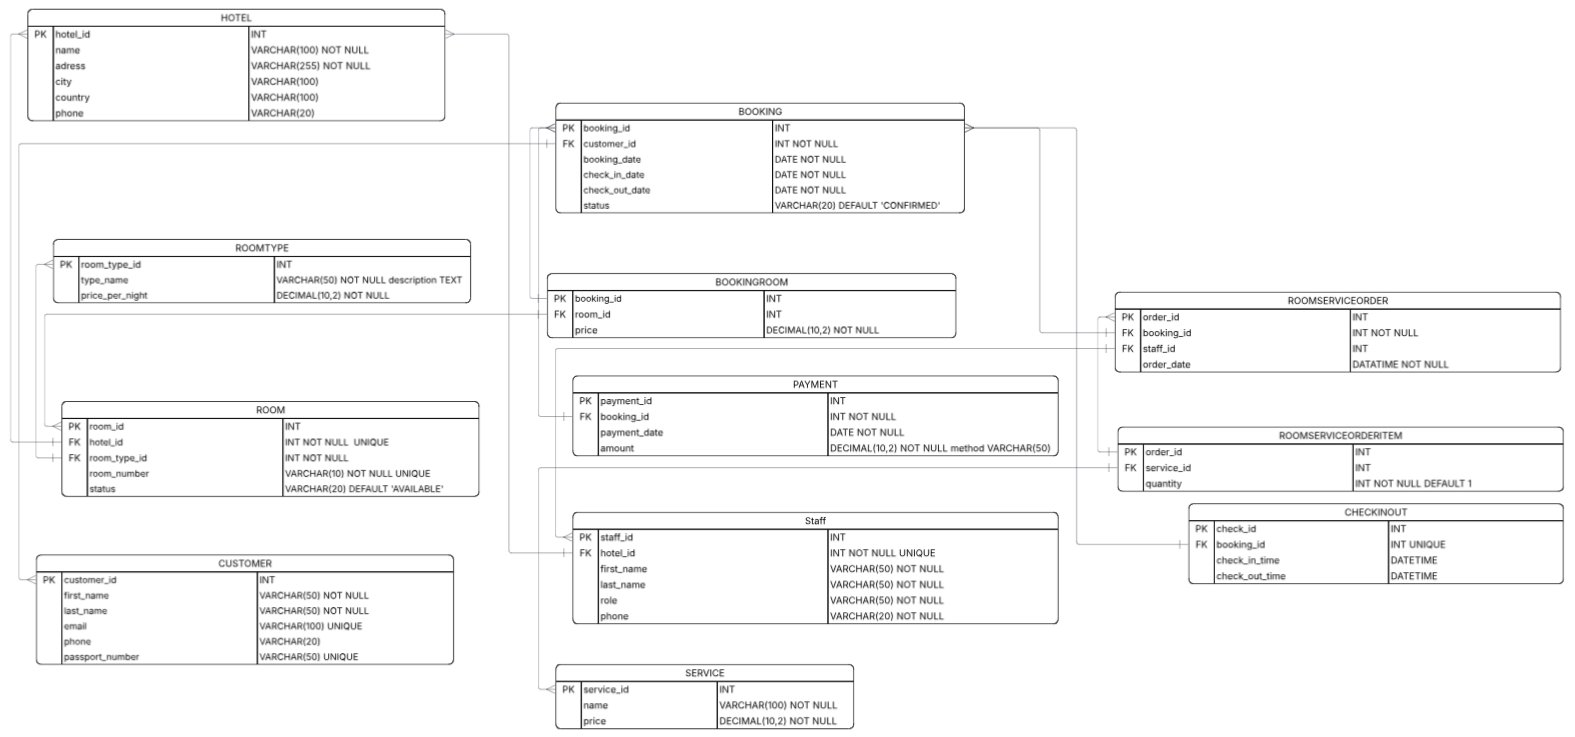 HOTEL
PK hotel_id INT
name VARCHAR(100) NOT NULL
adress VARCHAR(255) NOT NULL
city VARCHAR(100)
country VARCHAR(100)
phone VARCHAR(20)
BOOKING
PK booking_id INT
FK customer_id INT NOT NULL
booking_date DATE NOT NULL
check_in_date DATE NOT NULL
check_out_date DATE NOT NULL
status VARCHAR(20) DEFAULT 'CONFIRMED'
ROOMTYPE
PK room_type_id INT
type_name VARCHAR(50) NOT NULL description TEXT
price_per_night DECIMAL(10,2) NOT NULL
BOOKINGROOM
PK booking_id INT
FK room_id INT
price DECIMAL(10,2) NOT NULL
ROOMSERVICEORDER
PK order_id INT
FK booking_id INT NOT NULL
FK staff_id INT
order_date DATATIME NOT NULL
PAYMENT
PK payment_id INT
FK booking_id INT NOT NULL
payment_date DATE NOT NULL
amount DECIMAL(10,2) NOT NULL method VARCHAR(50)
ROOM
PK room_id INT
FK hotel_id INT NOT NULL UNIQUE
FK room_type_id INT NOT NULL
room_number VARCHAR(10) NOT NULL UNIQUE
status VARCHAR(20) DEFAULT 'AVAILABLE'
ROOMSERVICEORDERITEM
PK order_id INT
FK service_id INT
quantity INT NOT NULL DEFAULT 1
CHECKINOUT
PK check_id INT
FK booking_id INT UNIQUE
check_in_time DATETIME
check_out_time DATETIME
Staff
PK staff_id INT
FK hotel_id INT NOT NULL UNIQUE
first_name VARCHAR(50) NOT NULL
last_name VARCHAR(50) NOT NULL
role VARCHAR(50) NOT NULL
phone VARCHAR(20) NOT NULL
CUSTOMER
PK customer_id INT
first_name VARCHAR(50) NOT NULL
last_name VARCHAR(50) NOT NULL
email VARCHAR(100) UNIQUE
phone VARCHAR(20)
passport_number VARCHAR(50) UNIQUE
SERVICE
PK service_id INT
name VARCHAR(100) NOT NULL
price DECIMAL(10,2) NOT NULL